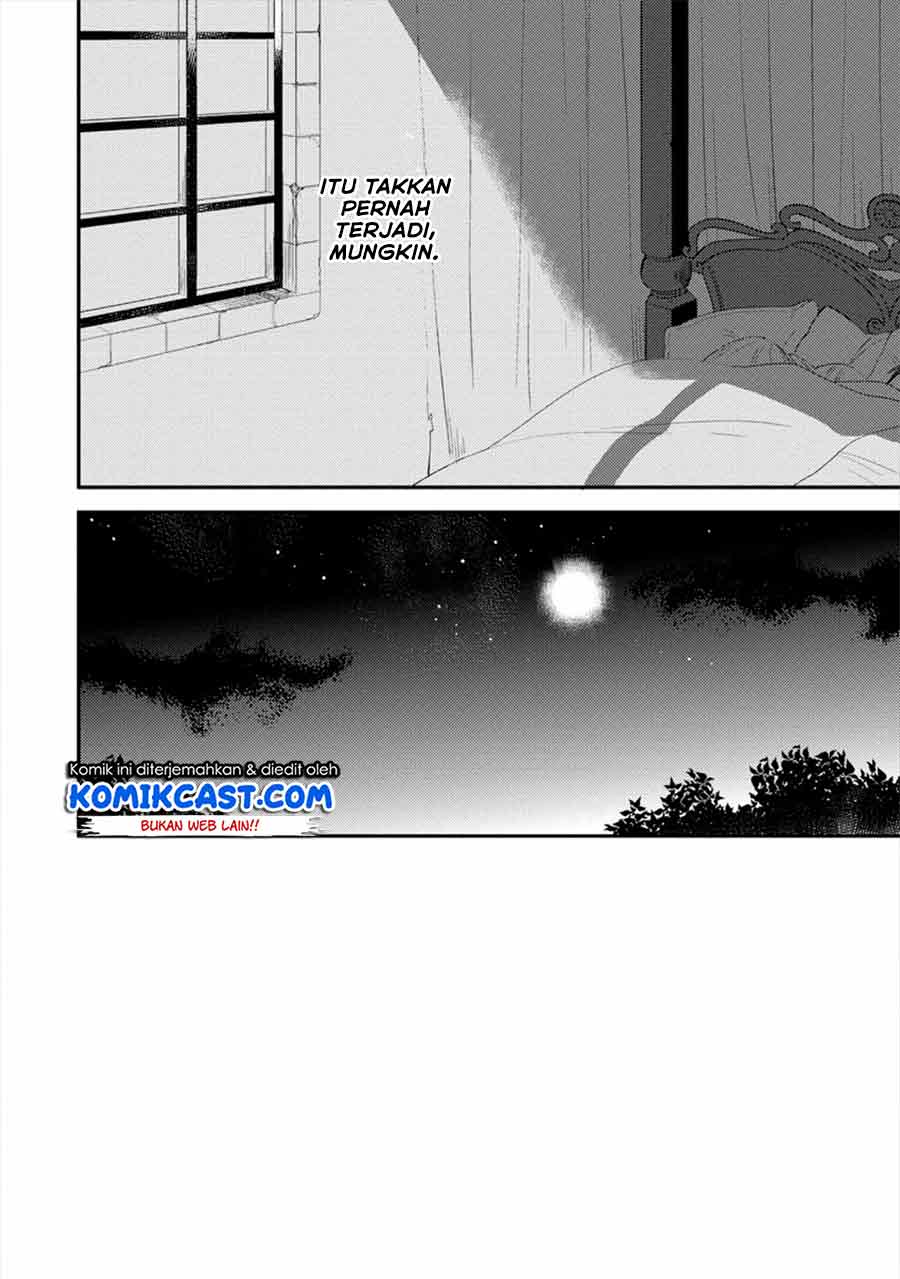 ITU TAKKAN
PERNAH
TERJADI,
MUNGKIN.
Komik ini diterjemahkan & diedit oleh
KOMIKCAST.COM
BUKAN WEB LAIN!!